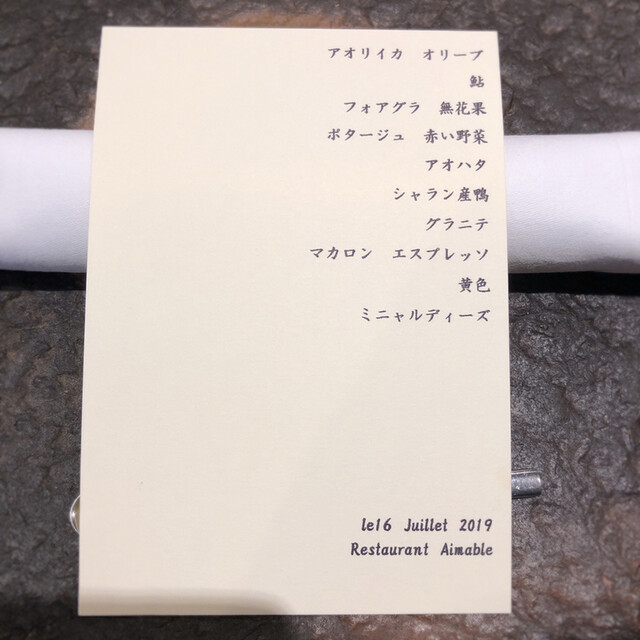 アオリイカ　オリーブ
鮎
フォアグラ　無花果
ポタージュ　赤い野菜
アオハタ
シャラン産鴨
グラニテ
マカロン　エスプレッソ
黄色
ミニャルディーズ
le16 Juillet 2019
Restaurant Aimable